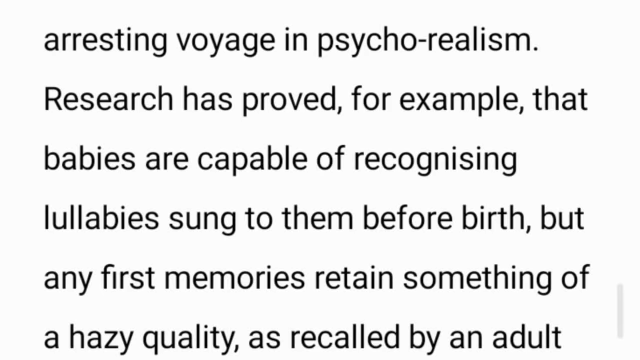 arresting voyage in psycho-realism.
Research has proved, for example, that
babies are capable of recognising
lullabies sung to them before birth, but
any first memories retain something of
a hazy quality, as recalled by an adult